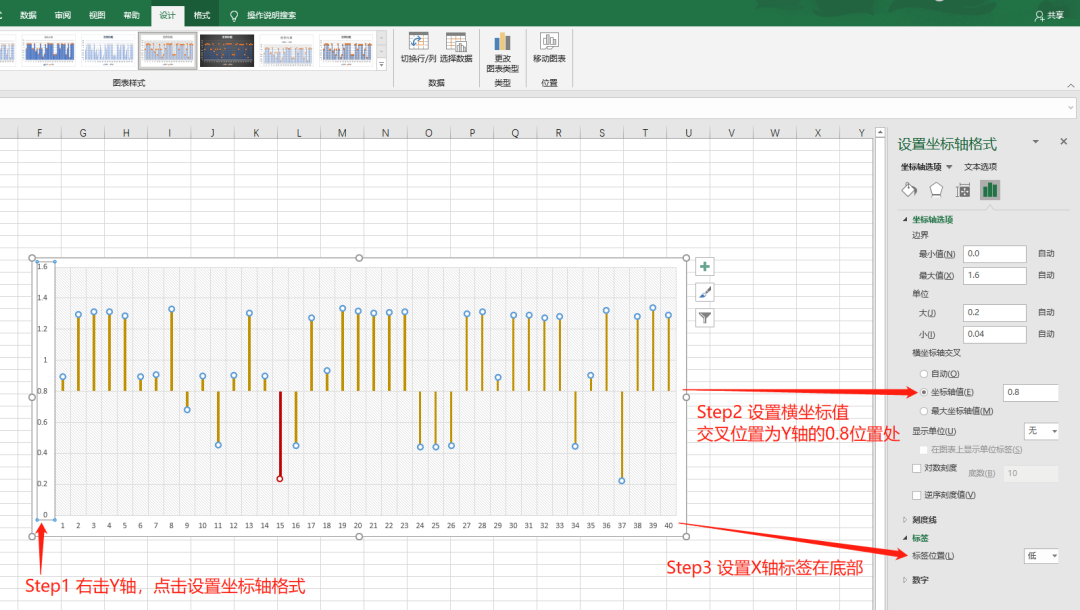 数据 审阅 视图 帮助 设计 格式 操作说明搜索 共享
切换行/列 选择数据 更改 图表类型 移动图表
图表样式 数据 类型 位置
F G H I J K L M N O P Q R S T U V W X Y
设置坐标轴格式
坐标轴选项 文本选项
坐标轴选项
边界
最小值(N) 0.0 自动
最大值(X) 1.6 自动
单位
大(J) 0.2 自动
小(I) 0.04 自动
横坐标轴交叉
自动(O)
坐标轴值(E) 0.8
最大坐标轴值(M)
显示单位(U) 无
在图表上显示单位标签(S)
对数刻度 底数(B) 10
逆序刻度值(V)
刻度线
标签
标签位置(L) 低
数字
1.6
1.4
1.2
1
0.8
0.6
0.4
0.2
0
1 2 3 4 5 6 7 8 9 10 11 12 13 14 15 16 17 18 19 20 21 22 23 24 25 26 27 28 29 30 31 32 33 34 35 36 37 38 39 40
Step2 设置横坐标值
交叉位置为Y轴的0.8位置处
Step3 设置X轴标签在底部
Step1 右击Y轴，点击设置坐标轴格式